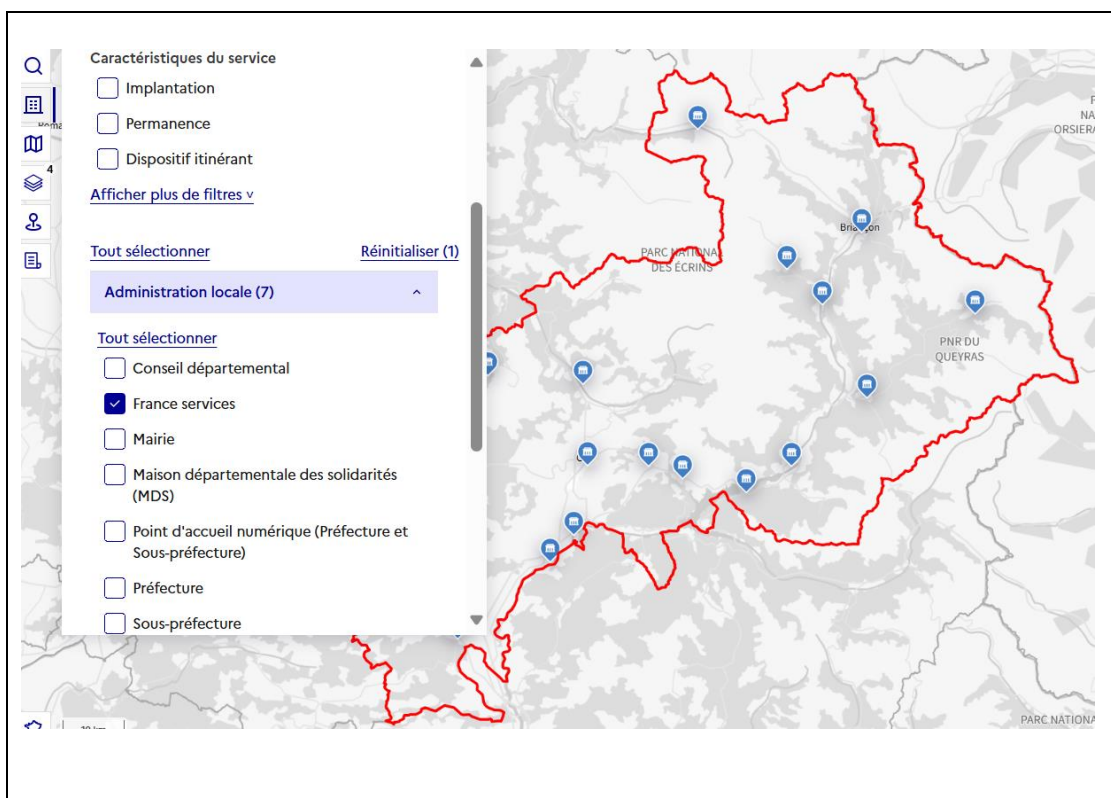 Caractéristiques du service
Implantation
Permanence
Dispositif itinérant
Afficher plus de filtres ˅
4
Tout sélectionner
Réinitialiser (1)
Administration locale (7)
Tout sélectionner
Conseil départemental
France services
Mairie
Maison départementale des solidarités
(MDS)
Point d'accueil numérique (Préfecture et
Sous-préfecture)
Préfecture
Sous-préfecture
PARC NATIONAL
DES ÉCRINS
PNR DU
QUEYRAS
PARC NATIONA